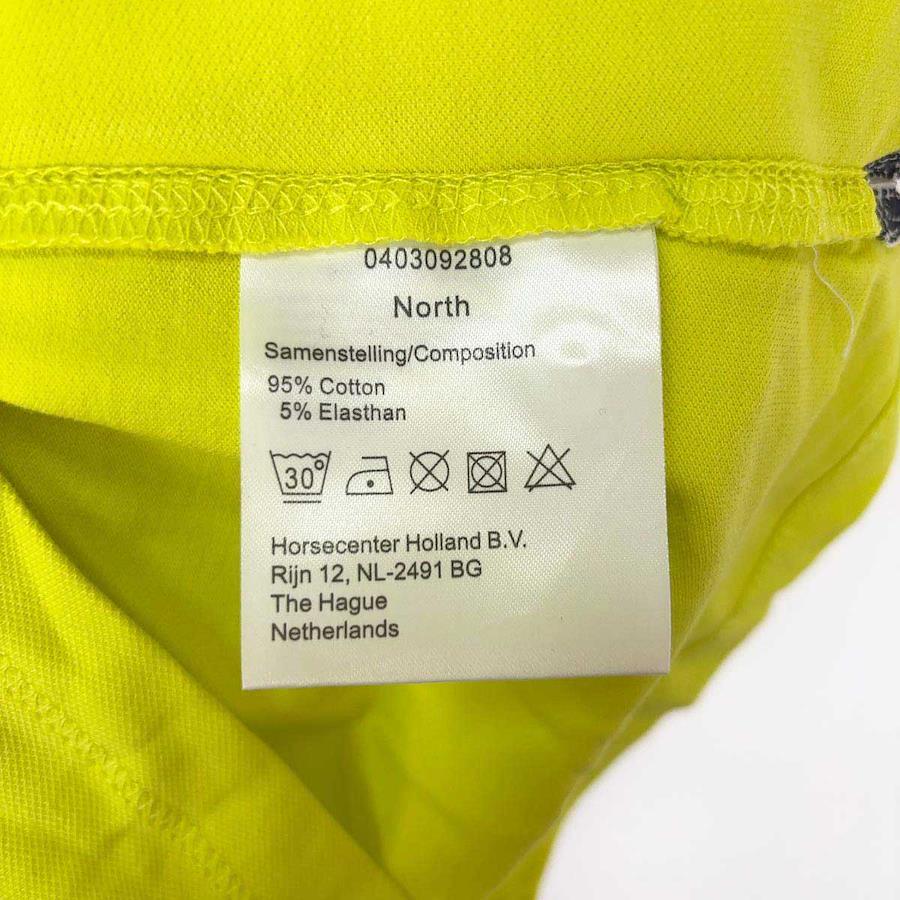 0403092808
North
Samenstelling/Composition
95% Cotton
5% Elasthan
30°
Horsecenter Holland B.V.
Rijn 12, NL-2491 BG
The Hague
Netherlands